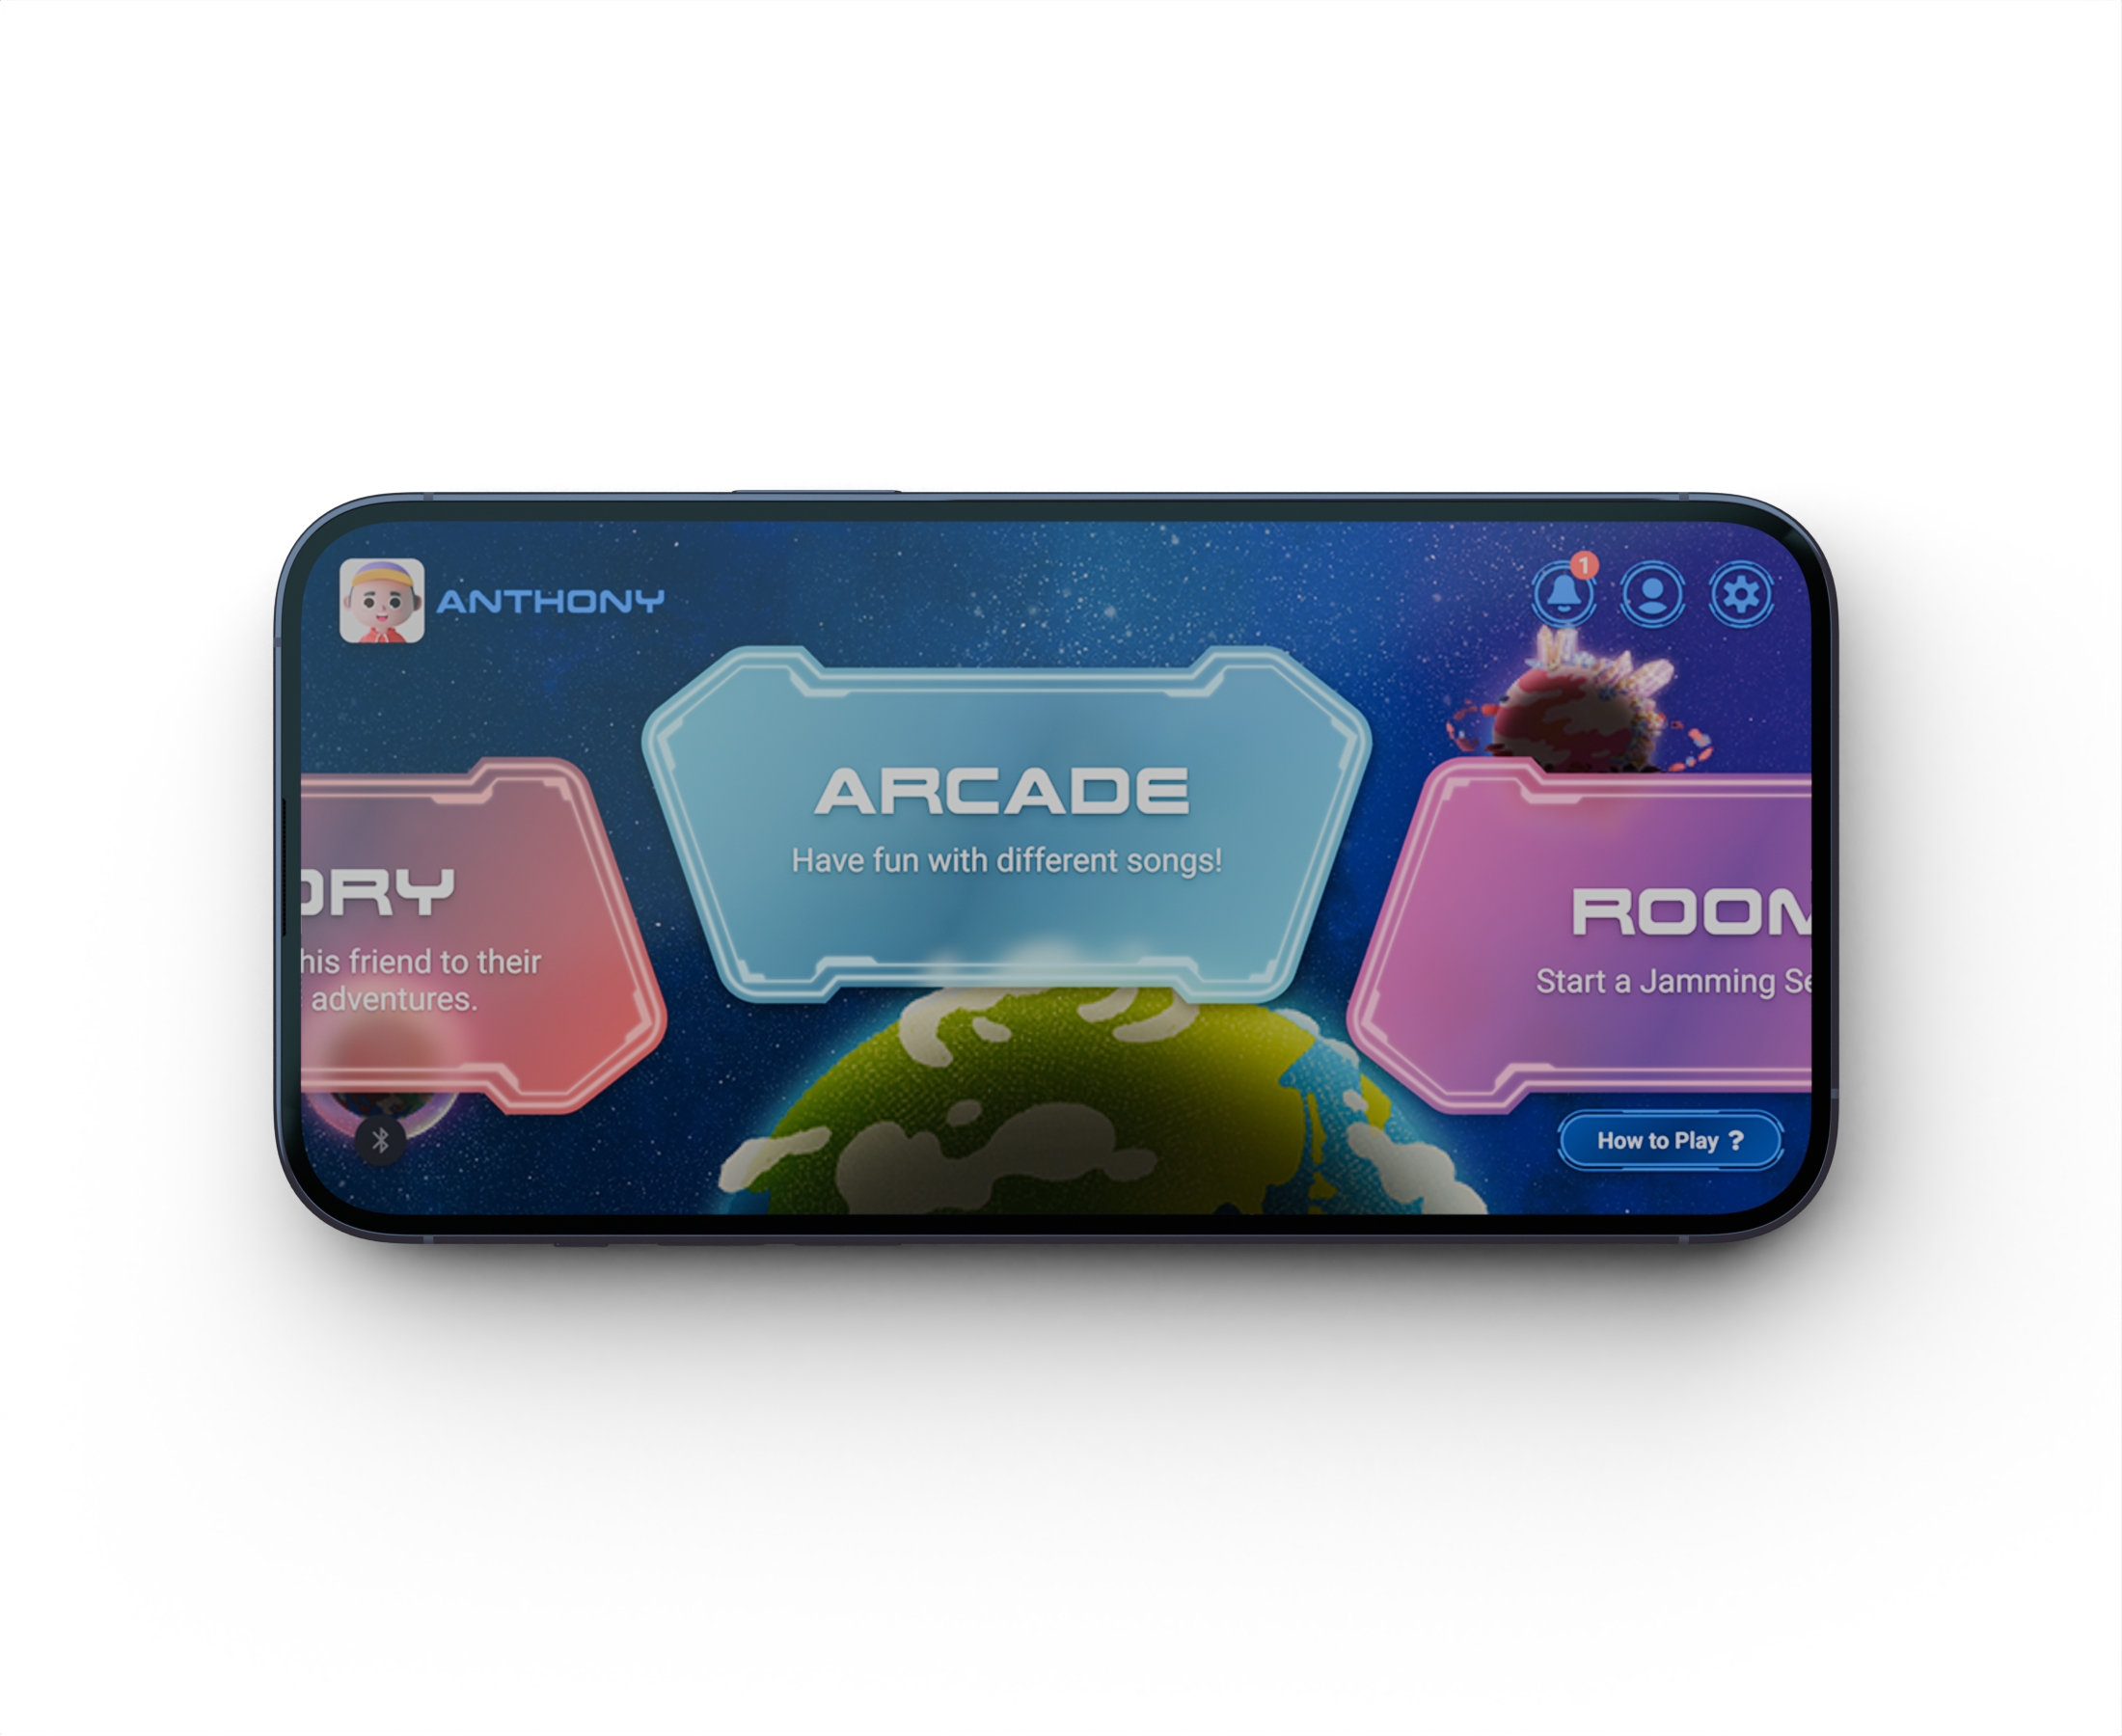 ANTHONY
1
ARCADE
Have fun with different songs!
ORY
his friend to their
adventures.
ROOM
Start a Jamming Se
How to Play ?